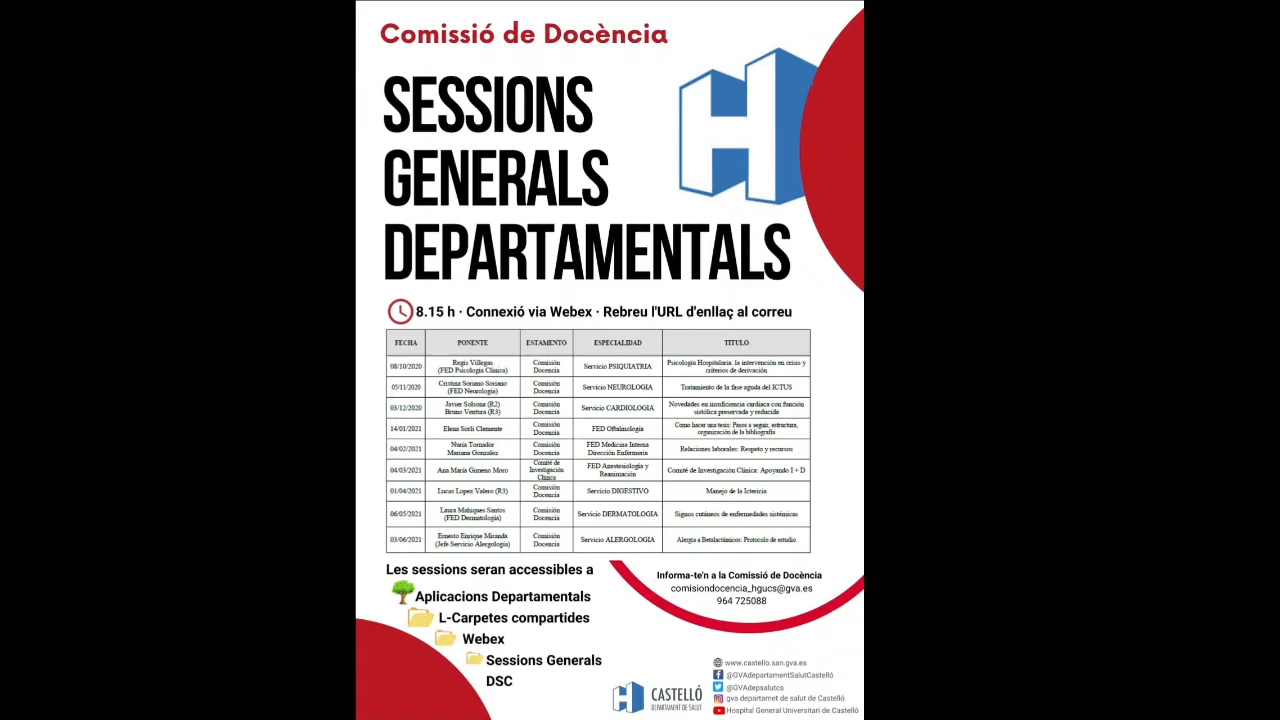 Comissió de Docència
SESSIONS
GENERALS
DEPARTAMENTALS
8.15 h · Connexió via Webex · Rebreu l'URL d'enllaç al correu
FECHA PONENTE ESTAMENTO ESPECIALIDAD TITULO
08/10/2020 Regis Villegas (FED Psicología Clínica) Comisión Docencia Servicio PSIQUIATRIA Psicología Hospitalaria: la intervención en crisis y criterios de derivación
05/11/2020 Cristina Soriano Soriano (FED Neurología) Comisión Docencia Servicio NEUROLOGIA Tratamiento de la fase aguda del ICTUS
03/12/2020 Javier Solsona (R2) Bruno Ventura (R3) Comisión Docencia Servicio CARDIOLOGIA Novedades en insuficiencia cardiaca con función sistólica preservada y reducida
14/01/2021 Elena Sorli Clemente Comisión Docencia FED Oftalmología Como hacer una tesis: Pasos a seguir, estructura, organización de la bibliografía
04/02/2021 Nuria Tornador Mariana Gonzalez Comisión Docencia FED Medicina Interna Dirección Enfermería Relaciones laborales: Respeto y recursos
04/03/2021 Ana María Gimeno Moro Comité de Investigación Clínica FED Anestesiología y Reanimación Comité de Investigación Clínica: Apoyando I + D
01/04/2021 Lucas Lopez Valero (R3) Comisión Docencia Servicio DIGESTIVO Manejo de la Ictericia
06/05/2021 Laura Mahiques Santos (FED Dermatología) Comisión Docencia Servicio DERMATOLOGIA Signos cutáneos de enfermedades sistémicas
03/06/2021 Ernesto Enrique Miranda (Jefe Servicio Alergología) Comisión Docencia Servicio ALERGOLOGIA Alergia a Betalactámicos: Protocolo de estudio
Les sessions seran accessibles a
Aplicacions Departamentals
L-Carpetes compartides
Webex
Sessions Generals
DSC
Informa-te'n a la Comissió de Docència
comisiondocencia_hgucs@gva.es
964 725088
CASTELLÓ
DEPARTAMENT DE SALUT
www.castello.san.gva.es
@GVAdepartamentSalutCastelló
@GVAdepsalutcs
gva departamet de salut de Castelló
Hospital General Universitari de Castelló